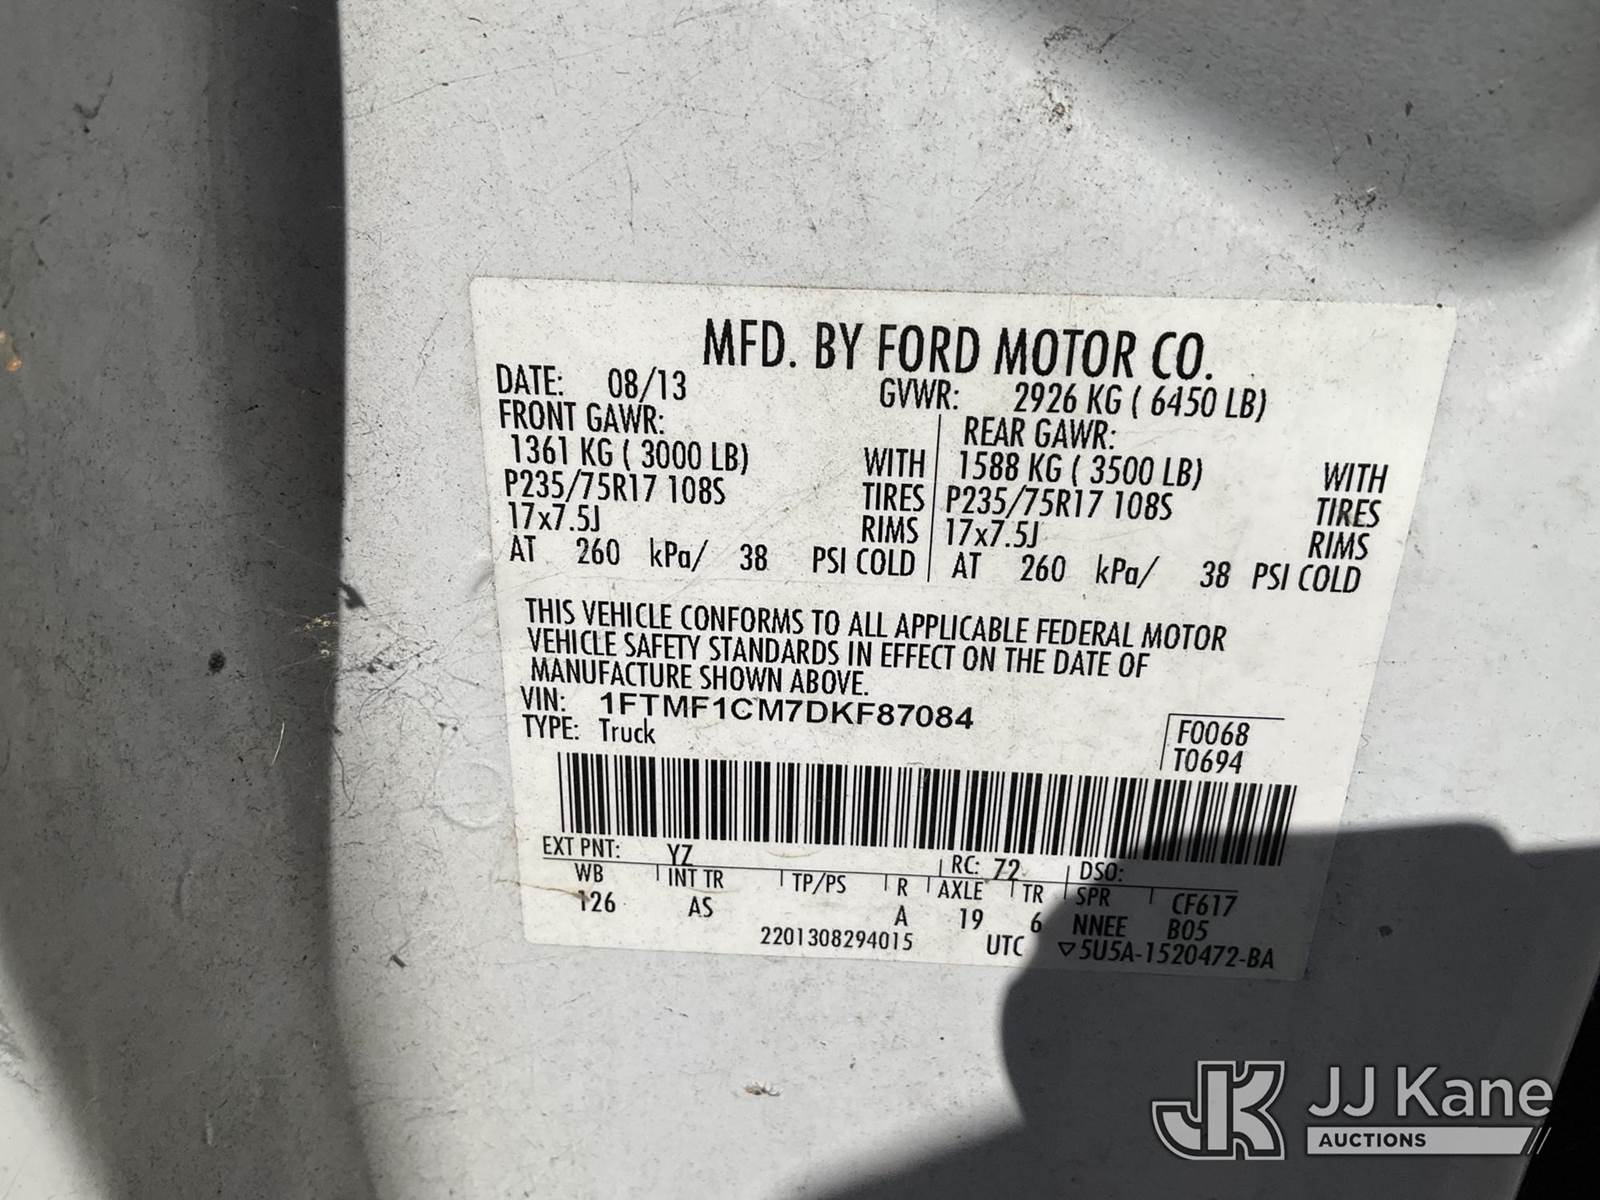 MFD. BY FORD MOTOR CO.
DATE: 08/13 GVWR: 2926 KG ( 6450 LB)
FRONT GAWR: REAR GAWR:
1361 KG ( 3000 LB) WITH 1588 KG ( 3500 LB) WITH
P235/75R17 108S TIRES P235/75R17 108S TIRES
17x7.5J RIMS 17x7.5J RIMS
AT 260 kPa/ 38 PSI COLD AT 260 kPa/ 38 PSI COLD
THIS VEHICLE CONFORMS TO ALL APPLICABLE FEDERAL MOTOR
VEHICLE SAFETY STANDARDS IN EFFECT ON THE DATE OF
MANUFACTURE SHOWN ABOVE.
VIN: 1FTMF1CM7DKF87084
TYPE: Truck F0068
T0694
EXT PNT: YZ RC: 72 DSO:
WB INT TR TP/PS R AXLE TR SPR CF617
126 AS A 19 6 NNEE B05
2201308294015 UTC ▽5U5A-1520472-BA
JK JJ Kane
AUCTIONS